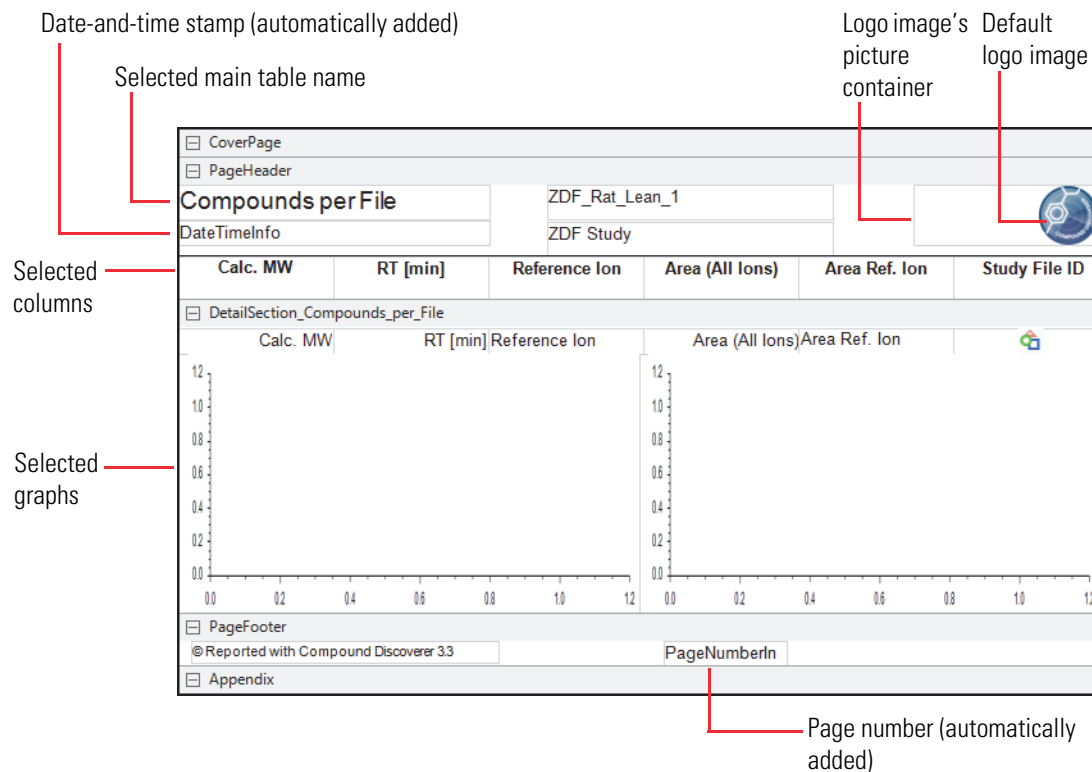 Date-and-time stamp (automatically added)
Selected main table name
Logo image's
picture
container
Default
logo image
CoverPage
PageHeader
Compounds per File
ZDF_Rat_Lean_1
DateTimeInfo
ZDF Study
Selected
columns
Calc. MW RT [min] Reference Ion Area (All Ions) Area Ref. Ion Study File ID
DetailSection_Compounds_per_File
Calc. MW RT [min] Reference Ion Area (All Ions) Area Ref. Ion
Selected
graphs
1.2
1.0
0.8
0.6
0.4
0.2
0.0
0.0 0.2 0.4 0.6 0.8 1.0 1.2
1.2
1.0
0.8
0.6
0.4
0.2
0.0
0.0 0.2 0.4 0.6 0.8 1.0 1.2
PageFooter
© Reported with Compound Discoverer 3.3
PageNumberIn
Appendix
Page number (automatically
added)